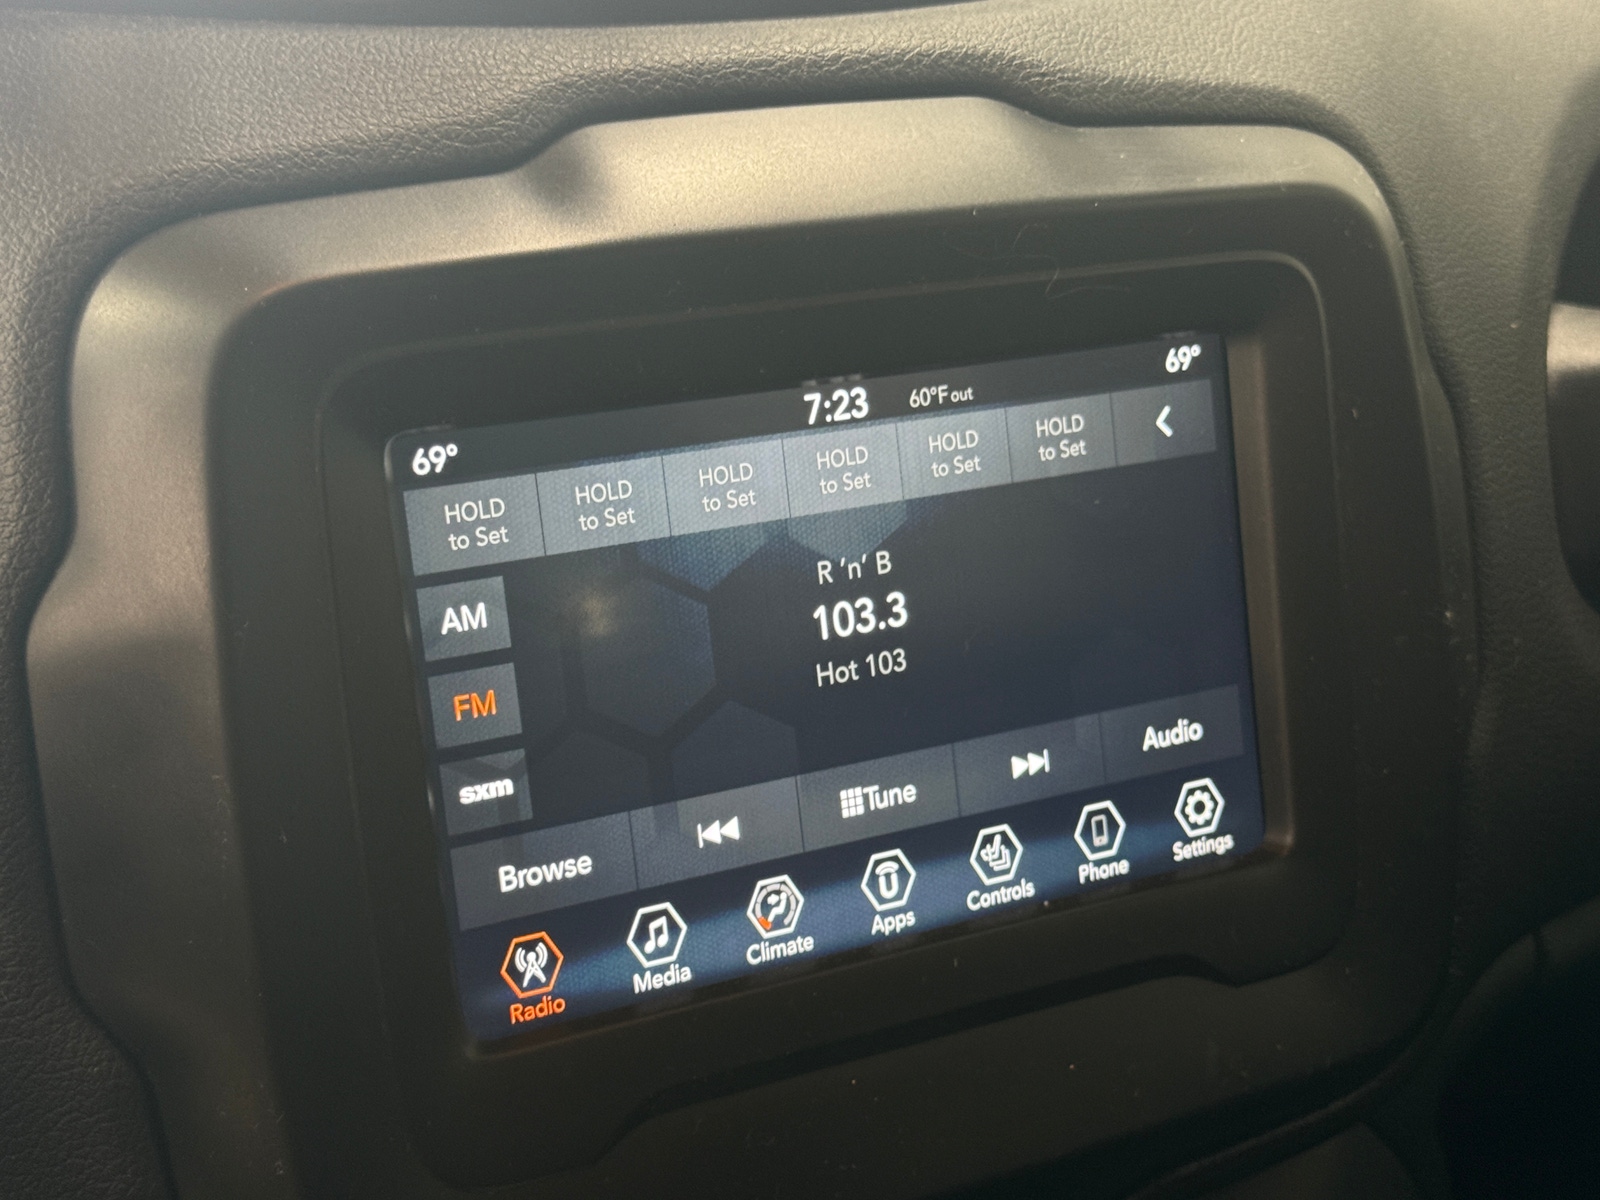 7:23 60°F out 69°
69°
HOLD
to Set
HOLD
to Set
HOLD
to Set
HOLD
to Set
HOLD
to Set
HOLD
to Set
AM
FM
sxm
R 'n' B
103.3
Hot 103
Browse
Tune
Audio
Radio
Media
Climate
Apps
Controls
Phone
Settings